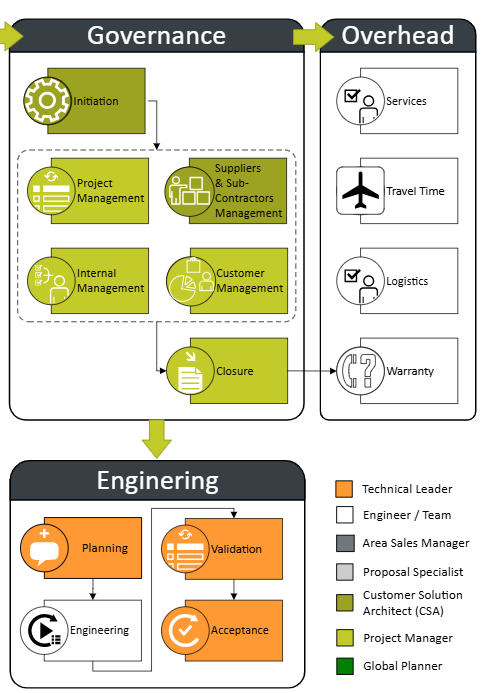 Governance
Overhead
Initiation
Project
Management
Suppliers
& Sub-
Contractors
Management
Internal
Management
Customer
Management
Closure
Services
Travel Time
Logistics
Warranty
Enginering
Planning
Validation
Engineering
Acceptance
Technical Leader
Engineer / Team
Area Sales Manager
Proposal Specialist
Customer Solution
Architect (CSA)
Project Manager
Global Planner